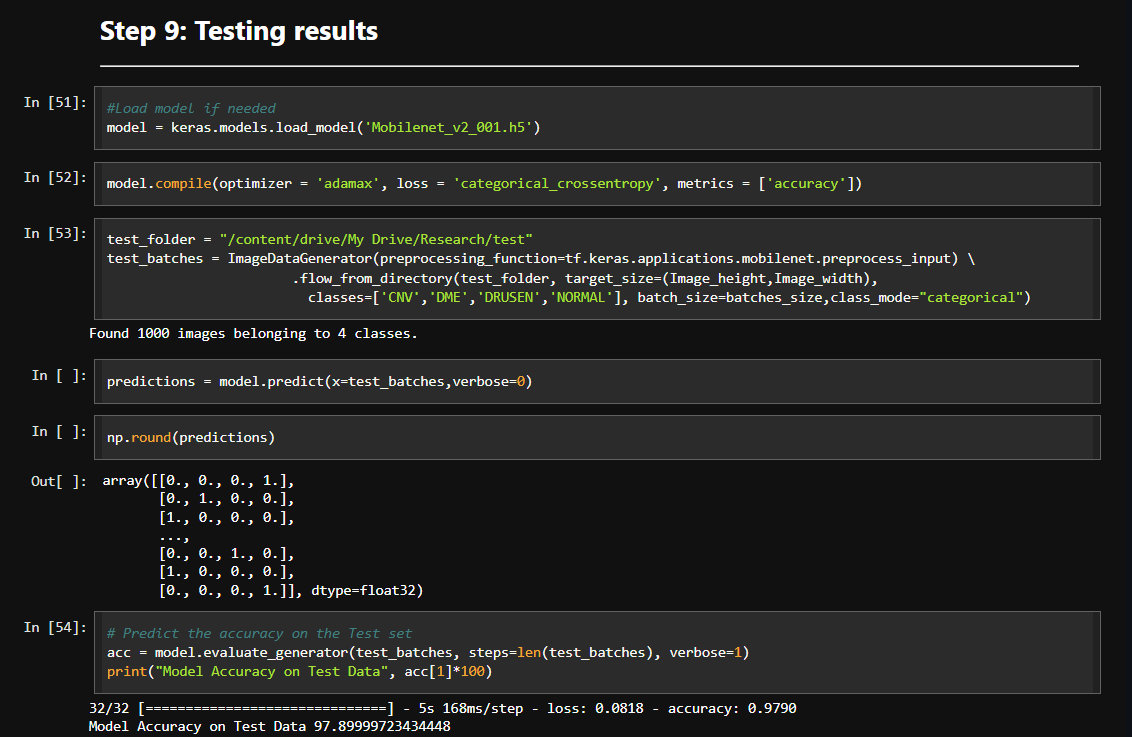 Step 9: Testing results
In [51]:
#Load model if needed
model = keras.models.load_model('Mobilenet_v2_001.h5')
In [52]:
model.compile(optimizer = 'adamax', loss = 'categorical_crossentropy', metrics = ['accuracy'])
In [53]:
test_folder = "/content/drive/My Drive/Research/test"
test_batches = ImageDataGenerator(preprocessing_function=tf.keras.applications.mobilenet.preprocess_input) \
.flow_from_directory(test_folder, target_size=(Image_height,Image_width),
classes=['CNV','DME','DRUSEN','NORMAL'], batch_size=batches_size,class_mode="categorical")
Found 1000 images belonging to 4 classes.
In [ ]:
predictions = model.predict(x=test_batches,verbose=0)
In [ ]:
np.round(predictions)
Out[ ]:
array([[0., 0., 0., 1.],
[0., 1., 0., 0.],
[1., 0., 0., 0.],
...,
[0., 0., 1., 0.],
[1., 0., 0., 0.],
[0., 0., 0., 1.]], dtype=float32)
In [54]:
# Predict the accuracy on the Test set
acc = model.evaluate_generator(test_batches, steps=len(test_batches), verbose=1)
print("Model Accuracy on Test Data", acc[1]*100)
32/32 [==============================] - 5s 168ms/step - loss: 0.0818 - accuracy: 0.9790
Model Accuracy on Test Data 97.89999723434448